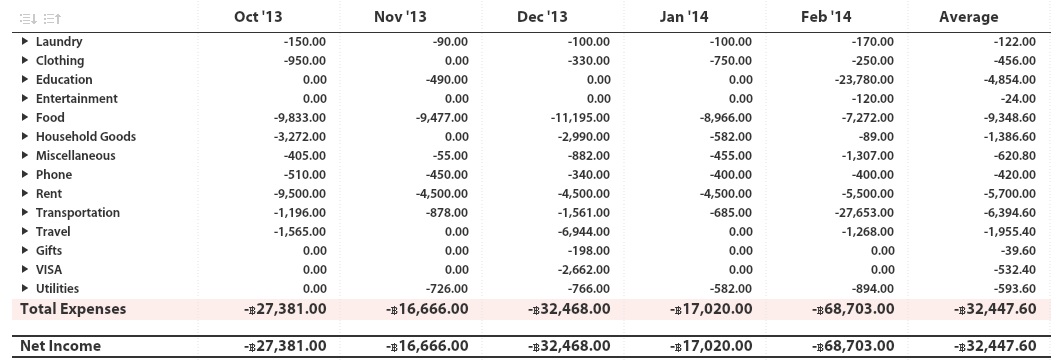 Oct '13 Nov '13 Dec '13 Jan '14 Feb '14 Average
Laundry -150.00 -90.00 -100.00 -100.00 -170.00 -122.00
Clothing -950.00 0.00 -330.00 -750.00 -250.00 -456.00
Education 0.00 -490.00 0.00 0.00 -23,780.00 -4,854.00
Entertainment 0.00 0.00 0.00 0.00 -120.00 -24.00
Food -9,833.00 -9,477.00 -11,195.00 -8,966.00 -7,272.00 -9,348.60
Household Goods -3,272.00 0.00 -2,990.00 -582.00 -89.00 -1,386.60
Miscellaneous -405.00 -55.00 -882.00 -455.00 -1,307.00 -620.80
Phone -510.00 -450.00 -340.00 -400.00 -400.00 -420.00
Rent -9,500.00 -4,500.00 -4,500.00 -4,500.00 -5,500.00 -5,700.00
Transportation -1,196.00 -878.00 -1,561.00 -685.00 -27,653.00 -6,394.60
Travel -1,565.00 0.00 -6,944.00 0.00 -1,268.00 -1,955.40
Gifts 0.00 0.00 -198.00 0.00 0.00 -39.60
VISA 0.00 0.00 -2,662.00 0.00 0.00 -532.40
Utilities 0.00 -726.00 -766.00 -582.00 -894.00 -593.60
Total Expenses -฿27,381.00 -฿16,666.00 -฿32,468.00 -฿17,020.00 -฿68,703.00 -฿32,447.60
Net Income -฿27,381.00 -฿16,666.00 -฿32,468.00 -฿17,020.00 -฿68,703.00 -฿32,447.60